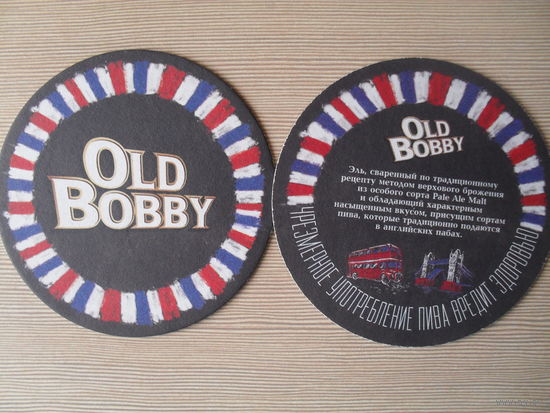 OLD
BOBBY
OLD
BOBBY
Эль, сваренный по традиционному
рецепту методом верхового брожения
из особого сорта Pale Ale Malt
и обладающий характерным
насыщенным вкусом, присущим сортам
пива, которые традиционно подаются
в английских пабах.
ЧРЕЗМЕРНОЕ УПОТРЕБЛЕНИЕ ПИВА ВРЕДИТ ЗДОРОВЬЮ